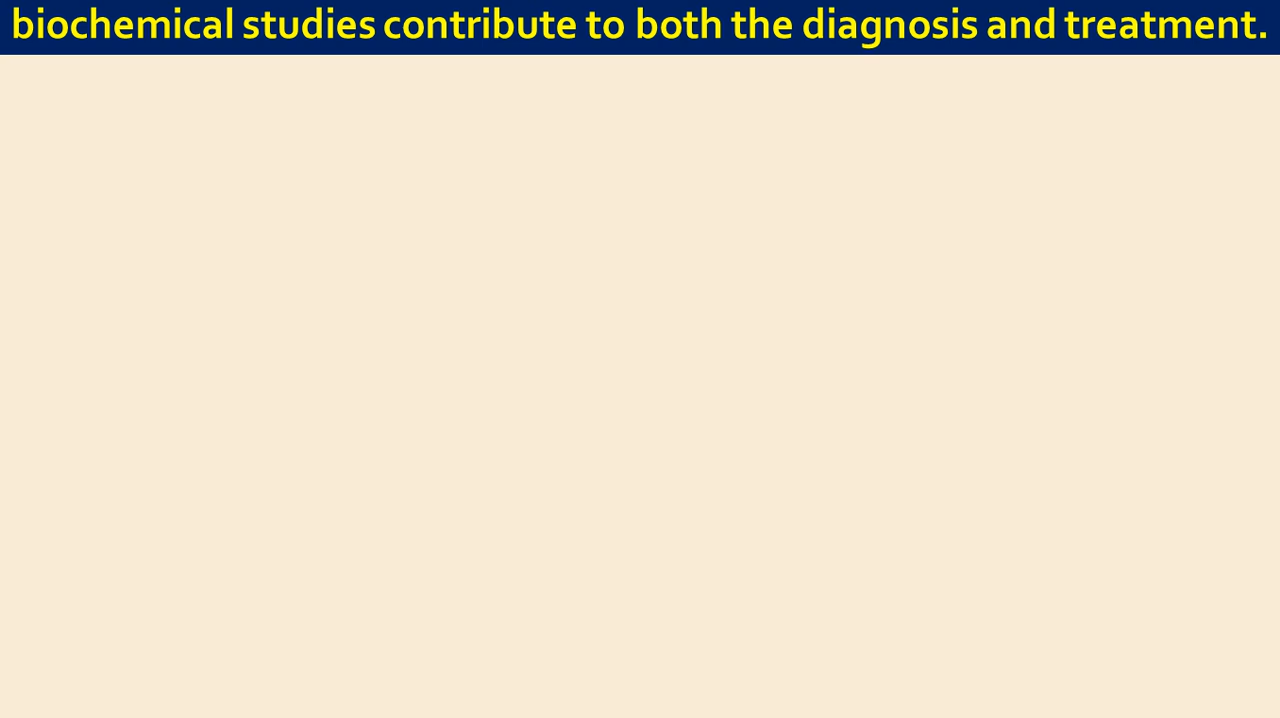 biochemical studies contribute to both the diagnosis and treatment.